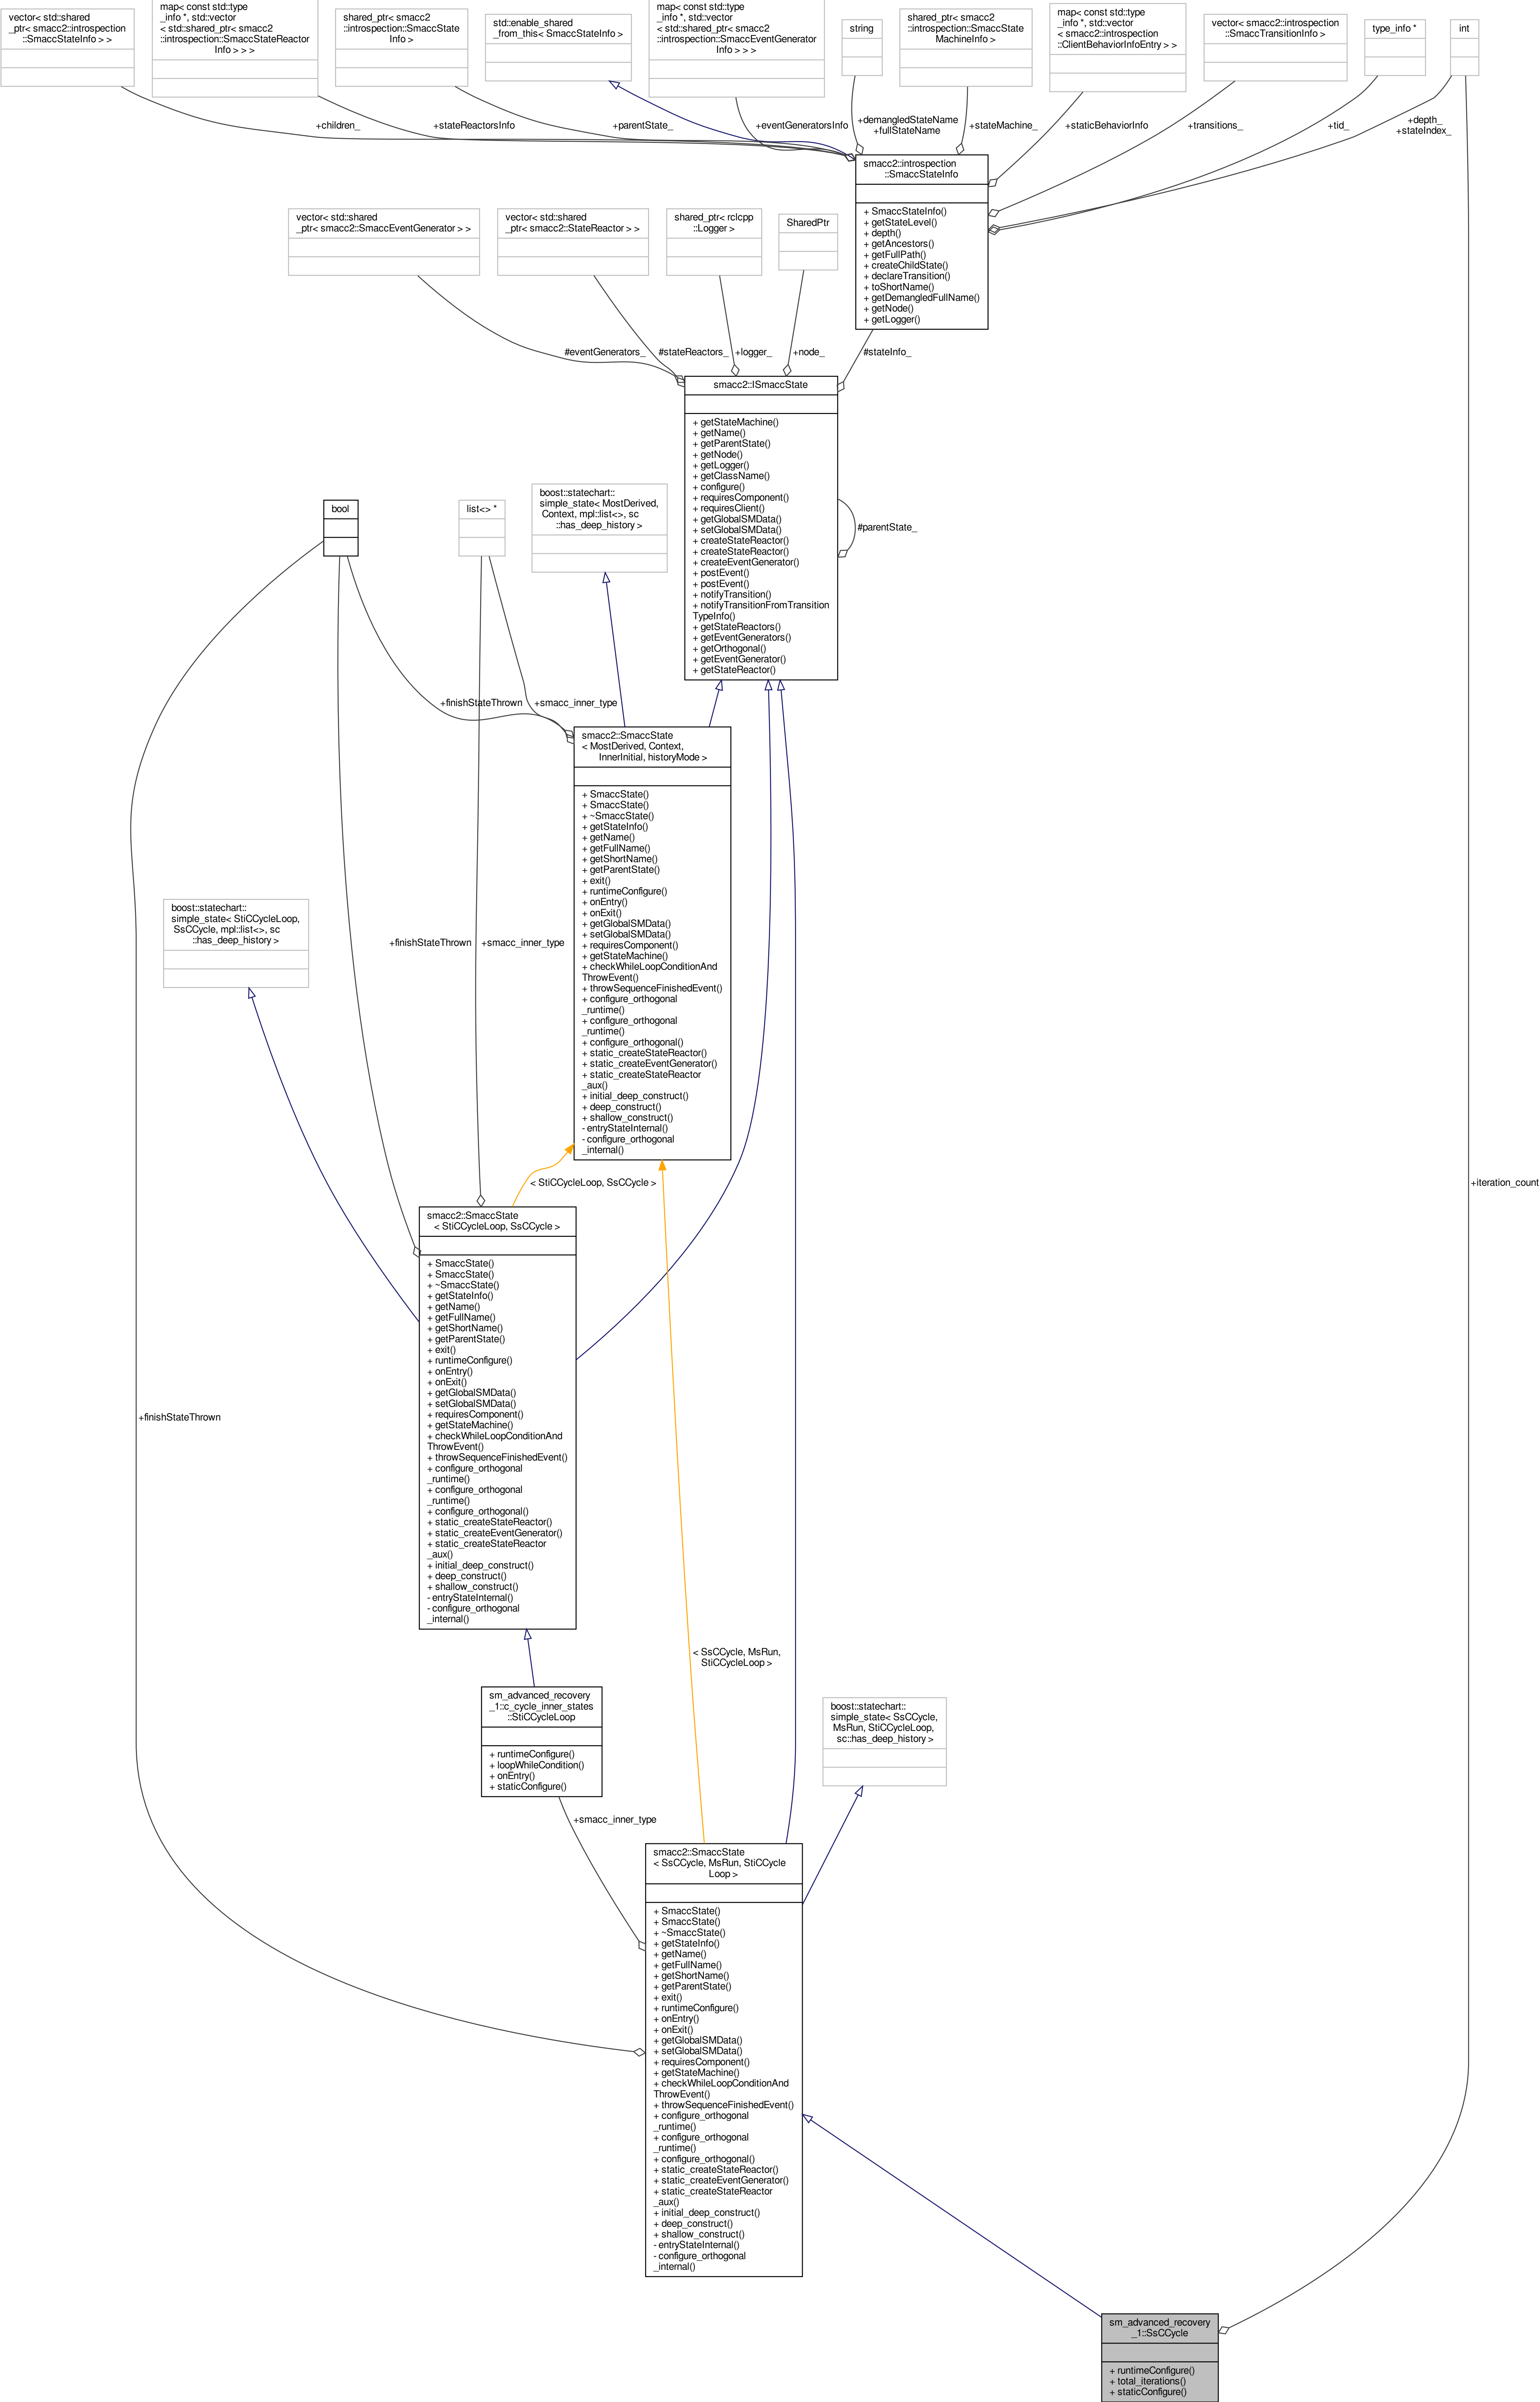 vector< std::shared
_ptr< smacc2::introspection
::SmaccStateInfo > >
map< const std::type
_info *, std::vector
< std::shared_ptr< smacc2
::introspection::SmaccStateReactor
Info > > >
shared_ptr< smacc2
::introspection::SmaccState
Info >
std::enable_shared
_from_this< SmaccStateInfo >
map< const std::type
_info *, std::vector
< std::shared_ptr< smacc2
::introspection::SmaccEventGenerator
Info > > >
string
shared_ptr< smacc2
::introspection::SmaccState
MachineInfo >
map< const std::type
_info *, std::vector
< smacc2::introspection
::ClientBehaviorInfoEntry > >
vector< smacc2::introspection
::SmaccTransitionInfo >
type_info *
int
+children_
+stateReactorsInfo
+parentState_
+eventGeneratorsInfo
+demangledStateName
+fullStateName
+stateMachine_
+staticBehaviorInfo
+transitions_
+tid_
+depth_
+stateIndex_
smacc2::introspection
::SmaccStateInfo
+ SmaccStateInfo()
+ getStateLevel()
+ depth()
+ getAncestors()
+ getFullPath()
+ createChildState()
+ declareTransition()
+ toShortName()
+ getDemangledFullName()
+ getNode()
+ getLogger()
vector< std::shared
_ptr< smacc2::SmaccEventGenerator > >
vector< std::shared
_ptr< smacc2::StateReactor > >
shared_ptr< rclcpp
::Logger >
SharedPtr
#eventGenerators_
#stateReactors_
+logger_
+node_
#stateInfo_
smacc2::ISmaccState
+ getStateMachine()
+ getName()
+ getParentState()
+ getNode()
+ getLogger()
+ getClassName()
+ configure()
+ requiresComponent()
+ requiresClient()
+ getGlobalSMData()
+ setGlobalSMData()
+ createStateReactor()
+ createStateReactor()
+ createEventGenerator()
+ postEvent()
+ postEvent()
+ notifyTransition()
+ notifyTransitionFromTransition
TypeInfo()
+ getStateReactors()
+ getEventGenerators()
+ getOrthogonal()
+ getEventGenerator()
+ getStateReactor()
#parentState_
bool
list<> *
boost::statechart::
simple_state< MostDerived,
Context, mpl::list<>, sc
::has_deep_history >
+finishStateThrown
+smacc_inner_type
smacc2::SmaccState
< MostDerived, Context,
InnerInitial, historyMode >
+ SmaccState()
+ SmaccState()
+ ~SmaccState()
+ getStateInfo()
+ getName()
+ getFullName()
+ getShortName()
+ getParentState()
+ exit()
+ runtimeConfigure()
+ onEntry()
+ onExit()
+ getGlobalSMData()
+ setGlobalSMData()
+ requiresComponent()
+ getStateMachine()
+ checkWhileLoopConditionAnd
ThrowEvent()
+ throwSequenceFinishedEvent()
+ configure_orthogonal
_runtime()
+ configure_orthogonal
_runtime()
+ configure_orthogonal()
+ static_createStateReactor()
+ static_createEventGenerator()
+ static_createStateReactor
_aux()
+ initial_deep_construct()
+ deep_construct()
+ shallow_construct()
- entryStateInternal()
- configure_orthogonal
_internal()
boost::statechart::
simple_state< StiCCycleLoop,
SsCCycle, mpl::list<>, sc
::has_deep_history >
+finishStateThrown
+smacc_inner_type
< StiCCycleLoop, SsCCycle >
+iteration_count
smacc2::SmaccState
< StiCCycleLoop, SsCCycle >
+ SmaccState()
+ SmaccState()
+ ~SmaccState()
+ getStateInfo()
+ getName()
+ getFullName()
+ getShortName()
+ getParentState()
+ exit()
+ runtimeConfigure()
+ onEntry()
+ onExit()
+ getGlobalSMData()
+ setGlobalSMData()
+ requiresComponent()
+ getStateMachine()
+ checkWhileLoopConditionAnd
ThrowEvent()
+ throwSequenceFinishedEvent()
+ configure_orthogonal
_runtime()
+ configure_orthogonal
_runtime()
+ configure_orthogonal()
+ static_createStateReactor()
+ static_createEventGenerator()
+ static_createStateReactor
_aux()
+ initial_deep_construct()
+ deep_construct()
+ shallow_construct()
- entryStateInternal()
- configure_orthogonal
_internal()
+finishStateThrown
< SsCCycle, MsRun,
StiCCycleLoop >
sm_advanced_recovery
_1::c_cycle_inner_states
::StiCCycleLoop
+ runtimeConfigure()
+ loopWhileCondition()
+ onEntry()
+ staticConfigure()
boost::statechart::
simple_state< SsCCycle,
MsRun, StiCCycleLoop,
sc::has_deep_history >
+smacc_inner_type
smacc2::SmaccState
< SsCCycle, MsRun, StiCCycle
Loop >
+ SmaccState()
+ SmaccState()
+ ~SmaccState()
+ getStateInfo()
+ getName()
+ getFullName()
+ getShortName()
+ getParentState()
+ exit()
+ runtimeConfigure()
+ onEntry()
+ onExit()
+ getGlobalSMData()
+ setGlobalSMData()
+ requiresComponent()
+ getStateMachine()
+ checkWhileLoopConditionAnd
ThrowEvent()
+ throwSequenceFinishedEvent()
+ configure_orthogonal
_runtime()
+ configure_orthogonal
_runtime()
+ configure_orthogonal()
+ static_createStateReactor()
+ static_createEventGenerator()
+ static_createStateReactor
_aux()
+ initial_deep_construct()
+ deep_construct()
+ shallow_construct()
- entryStateInternal()
- configure_orthogonal
_internal()
sm_advanced_recovery
_1::SsCCycle
+ runtimeConfigure()
+ total_iterations()
+ staticConfigure()